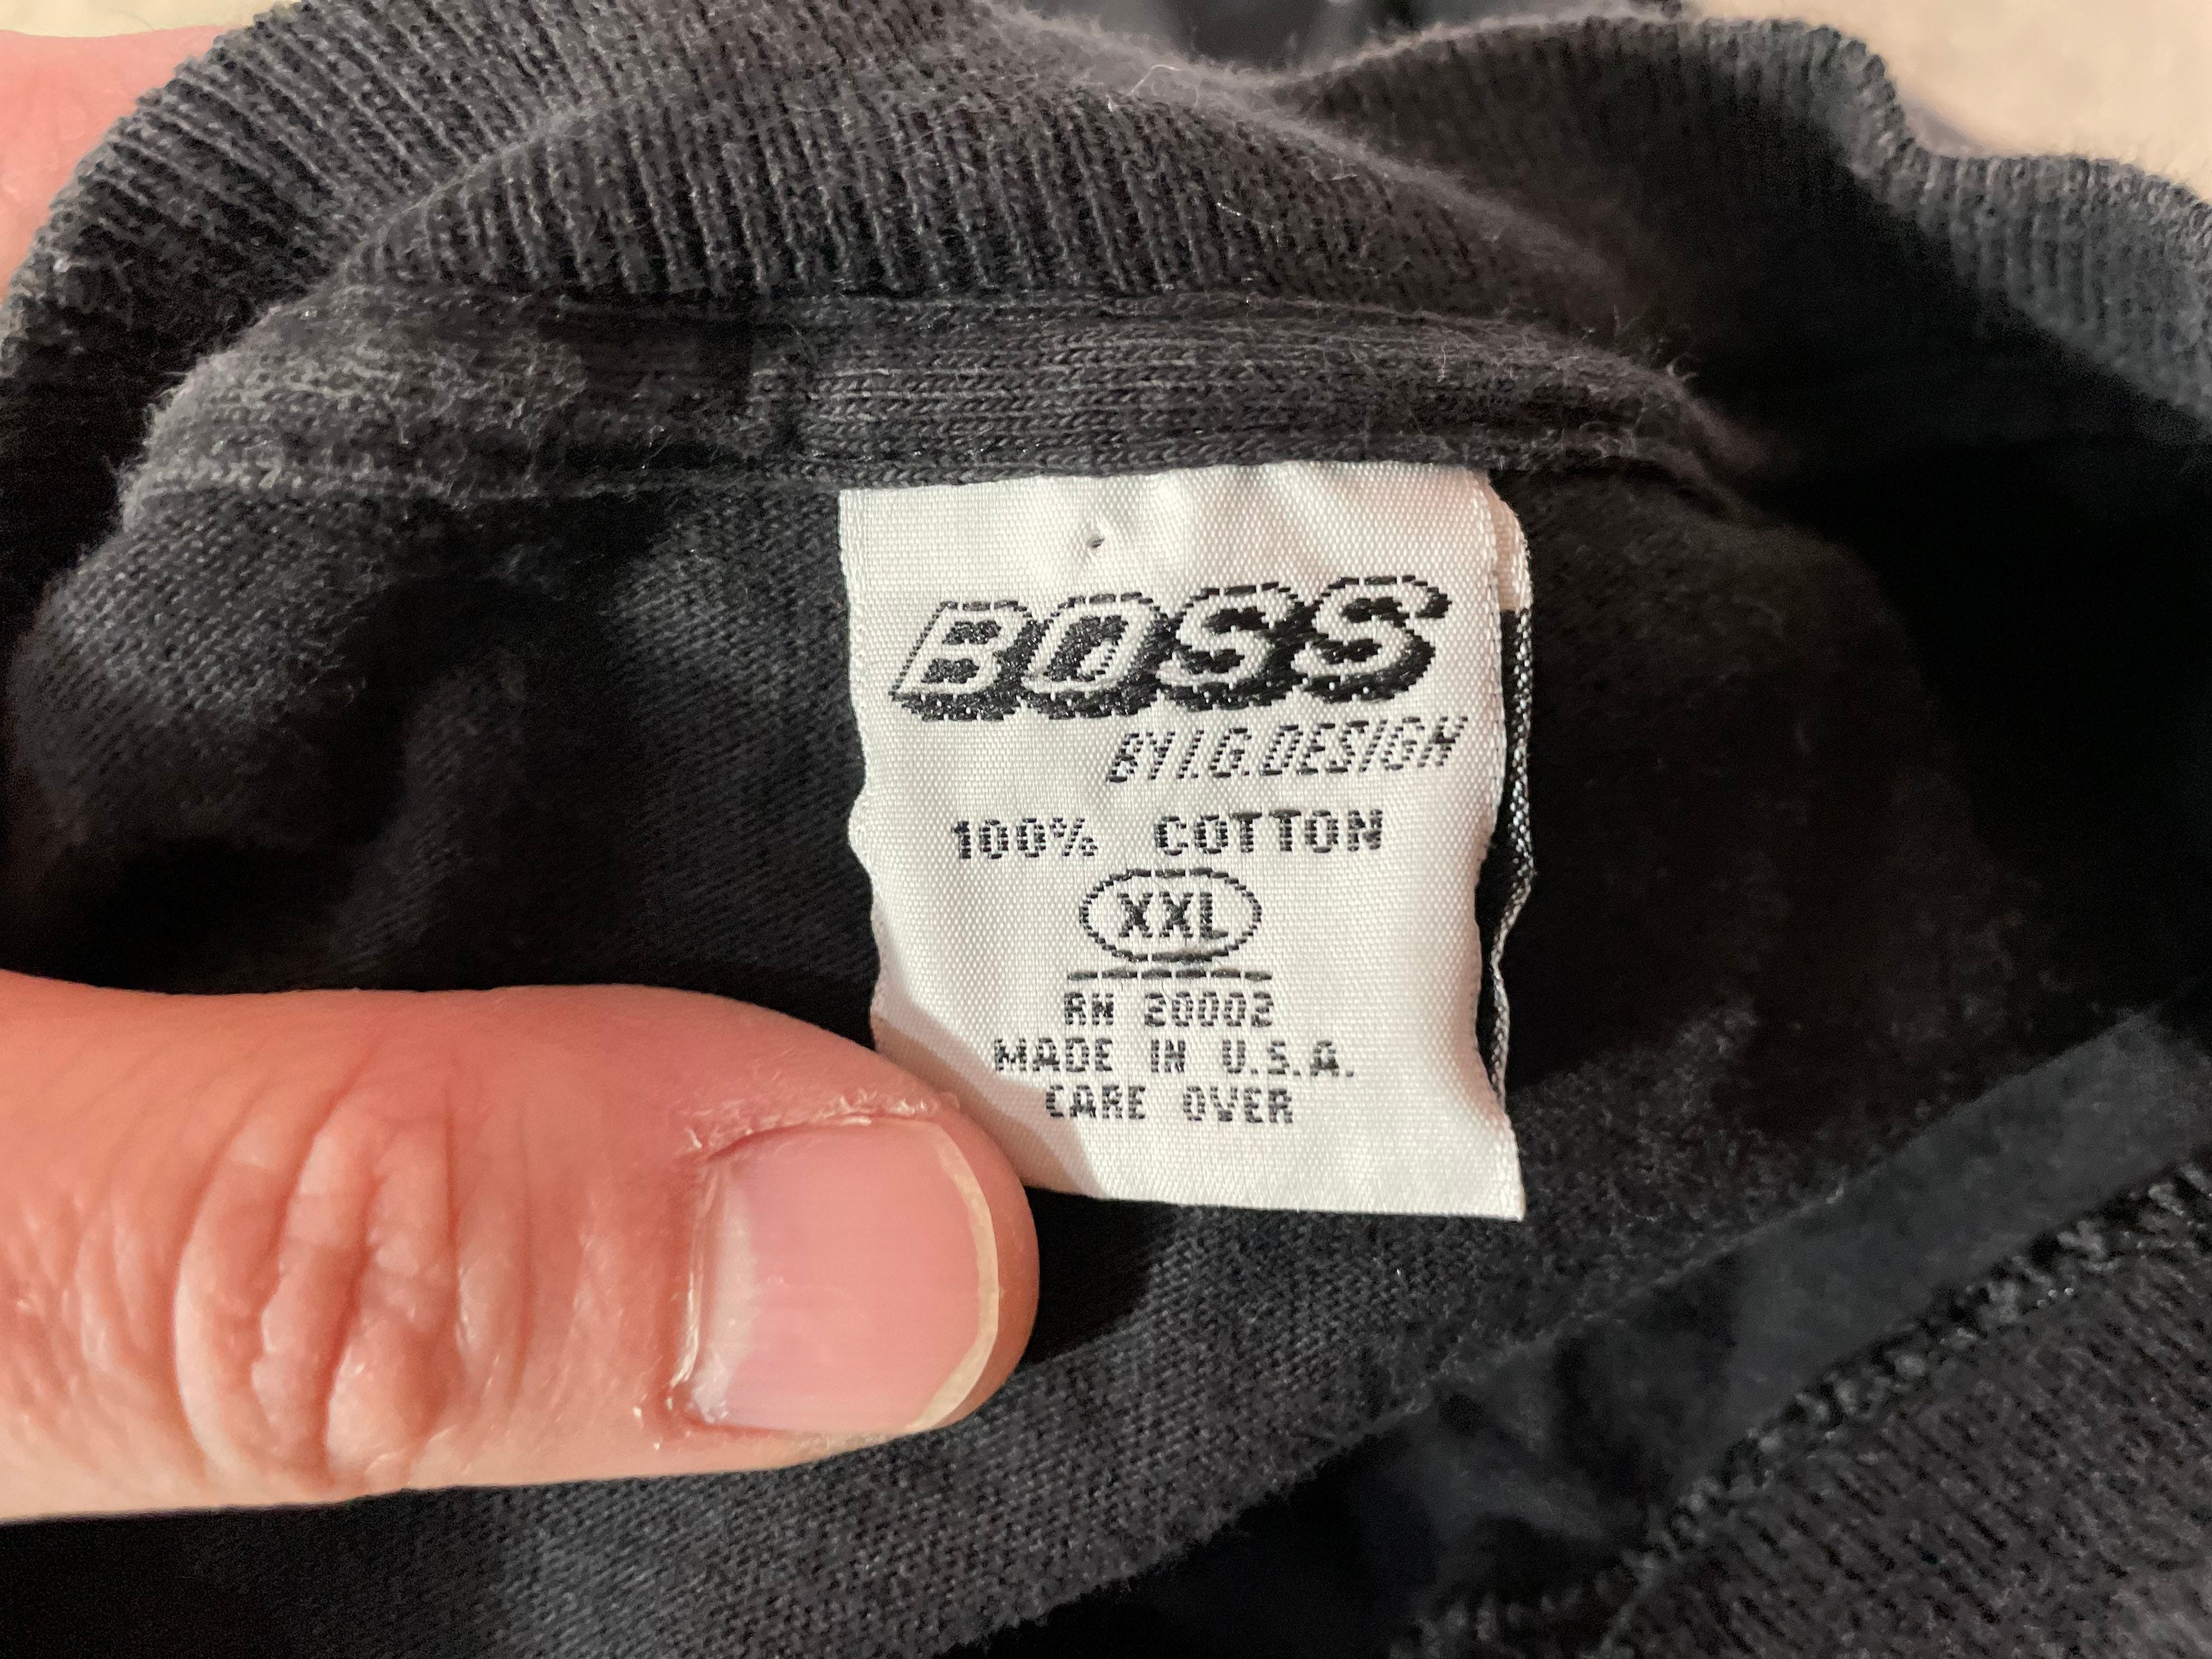 BOSS
BY I.G. DESIGN
100% COTTON
XXL
RN 20002
MADE IN U.S.A.
CARE OVER